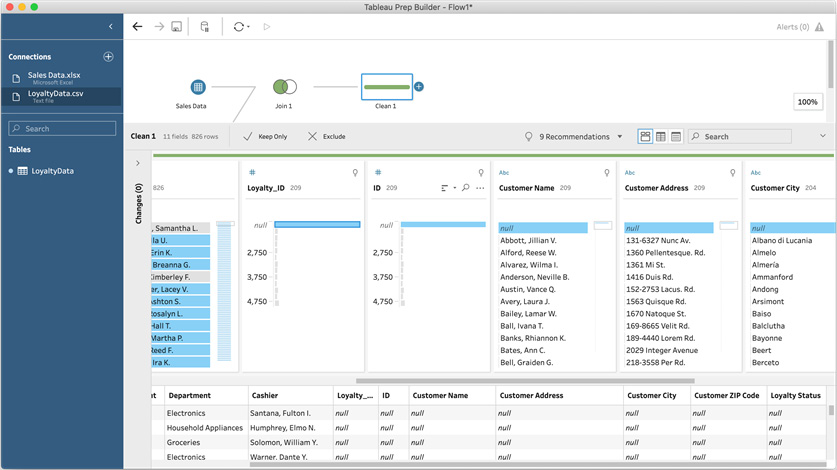 Tableau Prep Builder - Flow1*
Alerts (0)
Connections
Sales Data.xlsx
Microsoft Excel
LoyaltyData.csv
Text file
Search
Tables
LoyaltyData
Sales Data
Join 1
Clean 1
100%
Clean 1 11 fields 826 rows Keep Only Exclude 9 Recommendations Search
Changes (0)
826
, Samantha L.
la U.
Erin K.
Breanna G.
Kimberley F.
er, Lacey V.
Ashton S.
Rosalyn L.
Hall T.
Martha P.
Reed F.
ira K.
#
Loyalty_ID 209
null
2,750
3,750
4,750
#
ID 209
null
2,750
3,750
4,750
Abc
Customer Name 209
null
Abbott, Jillian V.
Alford, Reese W.
Alvarez, Wilma I.
Anderson, Neville B.
Austin, Vance Q.
Avery, Laura J.
Bailey, Lamar W.
Ball, Ivana T.
Banks, Rhiannon K.
Bates, Ann C.
Bell, Graiden G.
Abc
Customer Address 209
null
131-6327 Nunc Av.
1360 Pellentesque. Rd.
1361 Mi St.
1416 Duis Rd.
152-2753 Lacus. Rd.
1563 Quisque Rd.
1670 Natoque St.
169-8665 Velit Rd.
189-4440 Lorem Rd.
2029 Integer Avenue
218-3558 Per Rd.
Abc
Customer City 204
null
Albano di Lucania
Almelo
Almería
Ammanford
Andong
Arsimont
Baiso
Balclutha
Bayonne
Beert
Berceto
t Department Cashier Loyalty_... ID Customer Name Customer Address Customer City Customer ZIP Code Loyalty Status
Electronics Santana, Fulton I. null null null null null null null
Household Appliances Humphrey, Elmo N. null null null null null null null
Groceries Solomon, William Y. null null null null null null null
Electronics Warner, Dante Y. null null null null null null null